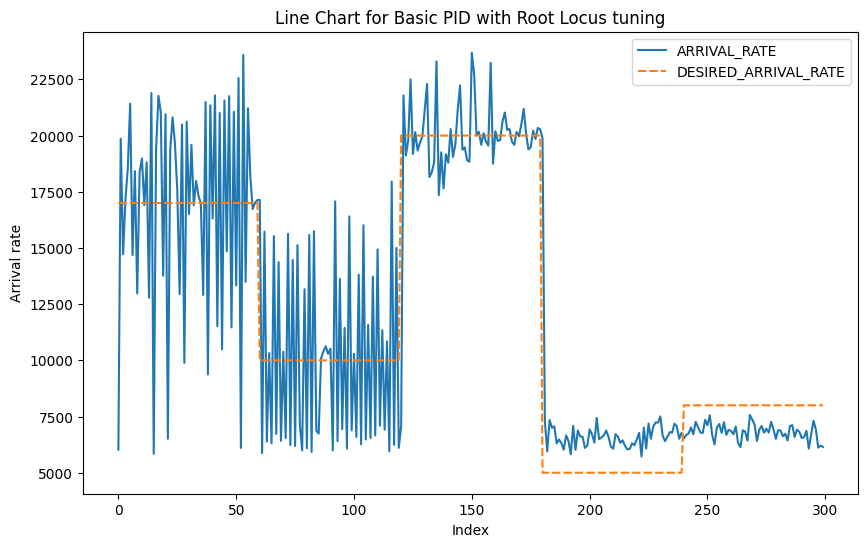 Line Chart for Basic PID with Root Locus tuning
ARRIVAL_RATE
DESIRED_ARRIVAL_RATE
Arrival rate
22500
20000
17500
15000
12500
10000
7500
5000
0 50 100 150 200 250 300
Index